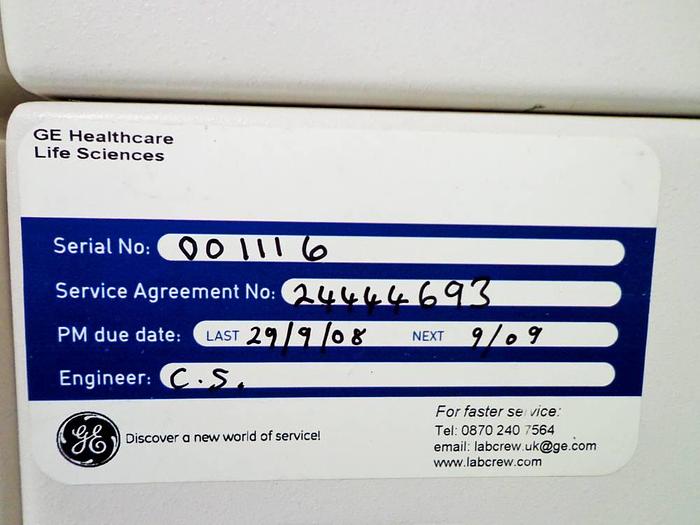 GE Healthcare
Life Sciences
Serial No: 001116
Service Agreement No: 24444693
PM due date: LAST 29/9/08 NEXT 9/09
Engineer: C.S.
GE Discover a new world of service!
For faster service:
Tel: 0870 240 7564
email: labcrew.uk@ge.com
www.labcrew.com